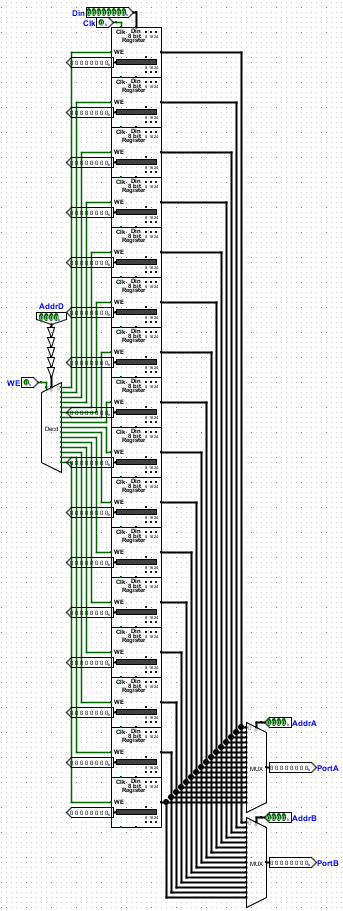 Din
Clk
Clk Din
8 bit
Register
WE
Clk Din
8 bit
Register
WE
Clk Din
8 bit
Register
WE
Clk Din
8 bit
Register
WE
Clk Din
8 bit
Register
WE
Clk Din
8 bit
Register
WE
AddrD
Clk Din
8 bit
Register
WE
WE
Clk Din
8 bit
Register
WE
Decd
Clk Din
8 bit
Register
WE
Clk Din
8 bit
Register
WE
Clk Din
8 bit
Register
WE
Clk Din
8 bit
Register
WE
Clk Din
8 bit
Register
WE
Clk Din
8 bit
Register
WE
AddrA
Clk Din
8 bit
Register
WE
MUX
PortA
Clk Din
8 bit
Register
WE
AddrB
MUX
PortB